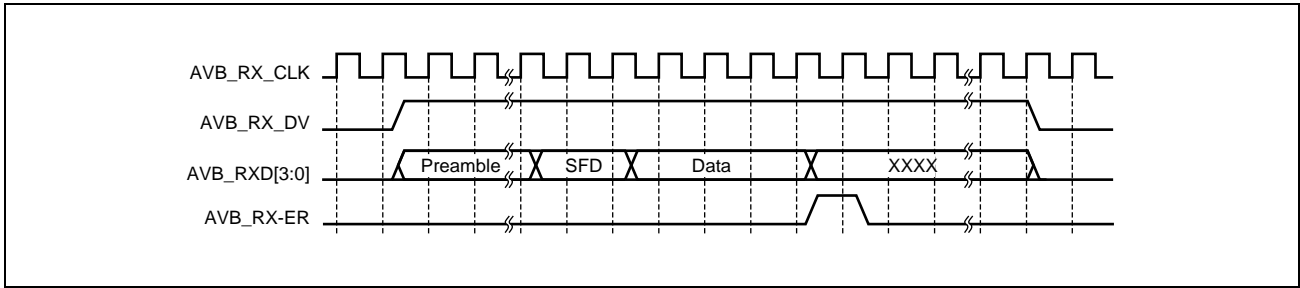 AVB_RX_CLK
AVB_RX_DV
AVB_RXD[3:0] Preamble SFD Data XXXX
AVB_RX-ER